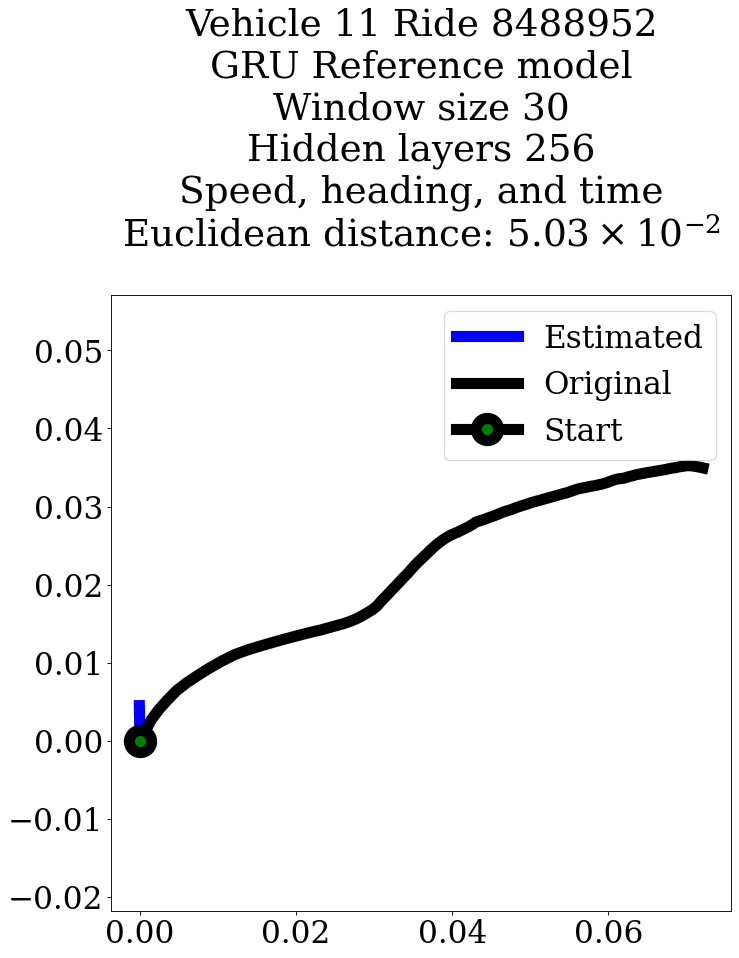 Vehicle 11 Ride 8488952
GRU Reference model
Window size 30
Hidden layers 256
Speed, heading, and time
Euclidean distance: 5.03 × 10⁻²
Estimated
Original
Start
0.05
0.04
0.03
0.02
0.01
0.00
−0.01
−0.02
0.00 0.02 0.04 0.06